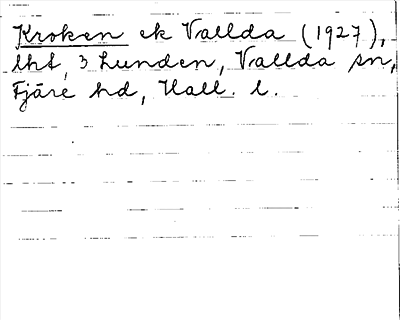 Kroken ek Vallda (1927),
lht 3 Lunden, Vallda sn,
Fjäre hd, Hall. l.